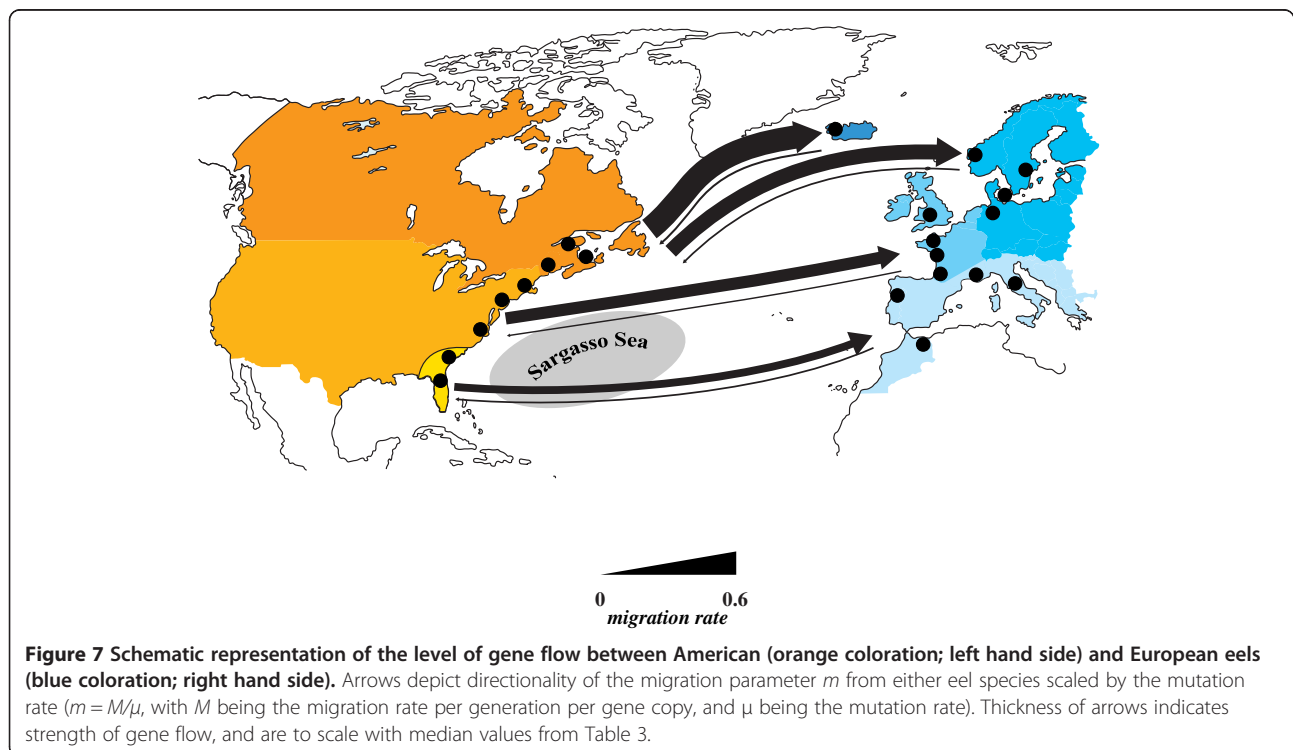 Sargasso Sea
0 0.6
migration rate
Figure 7 Schematic representation of the level of gene flow between American (orange coloration; left hand side) and European eels
(blue coloration; right hand side). Arrows depict directionality of the migration parameter m from either eel species scaled by the mutation
rate (m = M/μ, with M being the migration rate per generation per gene copy, and μ being the mutation rate). Thickness of arrows indicates
strength of gene flow, and are to scale with median values from Table 3.